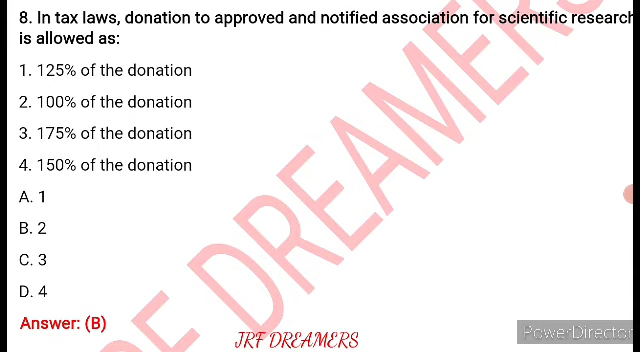 8. In tax laws, donation to approved and notified association for scientific research
is allowed as:
1. 125% of the donation
2. 100% of the donation
3. 175% of the donation
4. 150% of the donation
A. 1
B. 2
C. 3
D. 4
Answer: (B)
JRF DREAMERS
PowerDirector